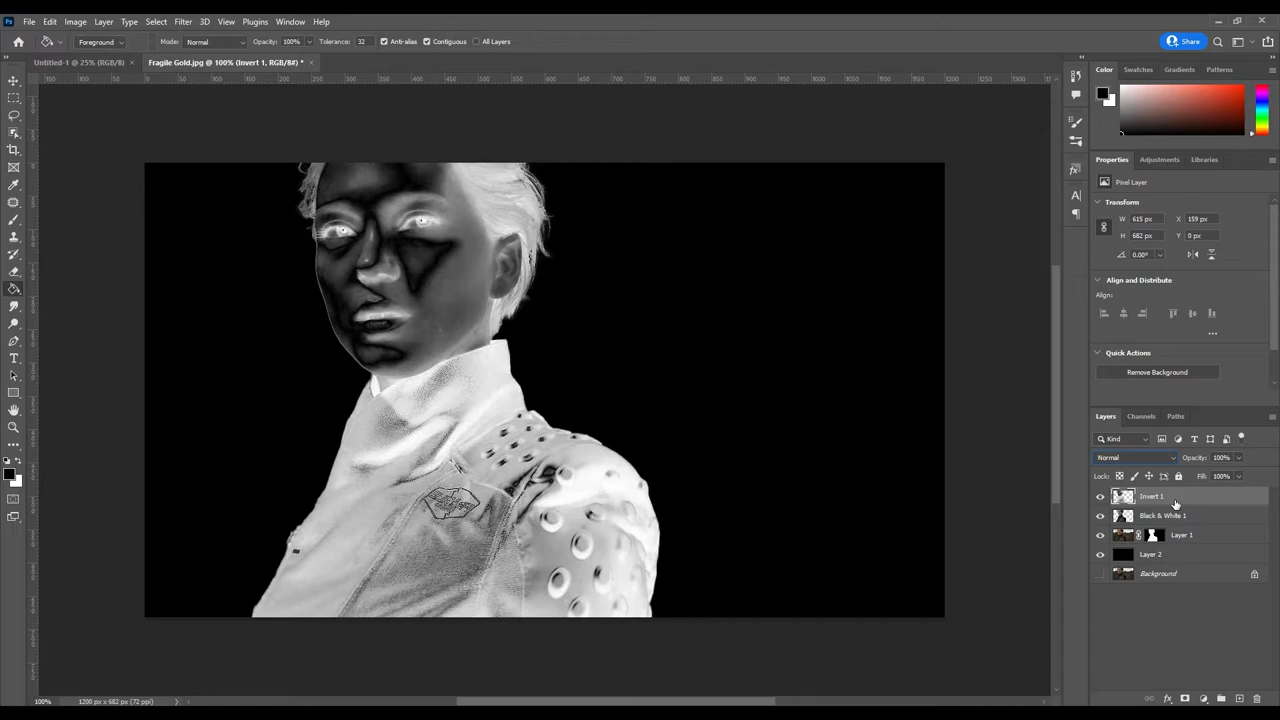 Ps File Edit Image Layer Type Select Filter 3D View Plugins Window Help
Foreground Mode: Normal Opacity: 100% Tolerance: 32 Anti-alias Contiguous All Layers Share
Untitled-1 @ 25% (RGB/8) × Fragile Gold.jpg @ 100% (Invert 1, RGB/8#) * ×
Color Swatches Gradients Patterns
Properties Adjustments Libraries
Pixel Layer
Transform
W 615 px X 159 px
H 682 px Y 0 px
0.00°
Align and Distribute
Align:
Quick Actions
Remove Background
Layers Channels Paths
Kind
Normal Opacity: 100%
Lock: Fill: 100%
Invert 1
Black & White 1
Layer 1
Layer 2
Background
100% 1200 px x 682 px (72 ppi)